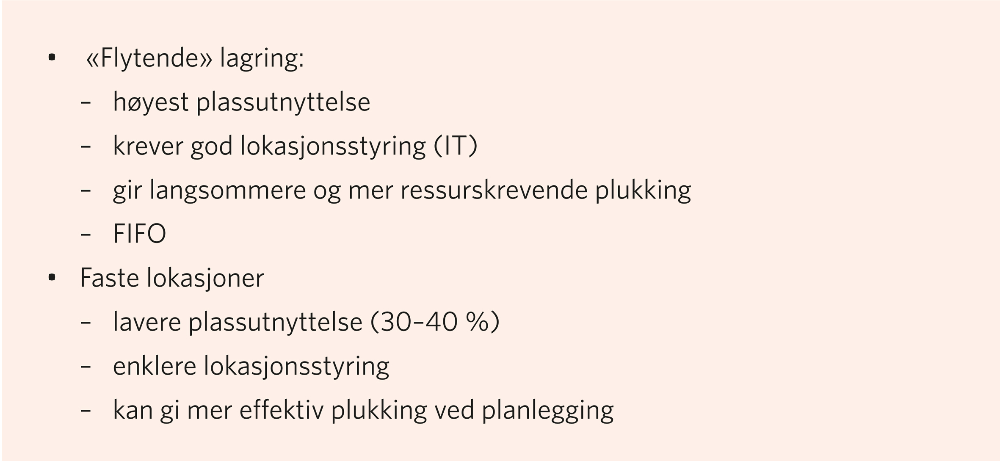 • «Flytende» lagring:
– høyest plassutnyttelse
– krever god lokasjonsstyring (IT)
– gir langsommere og mer ressurskrevende plukking
– FIFO
• Faste lokasjoner
– lavere plassutnyttelse (30–40 %)
– enklere lokasjonsstyring
– kan gi mer effektiv plukking ved planlegging